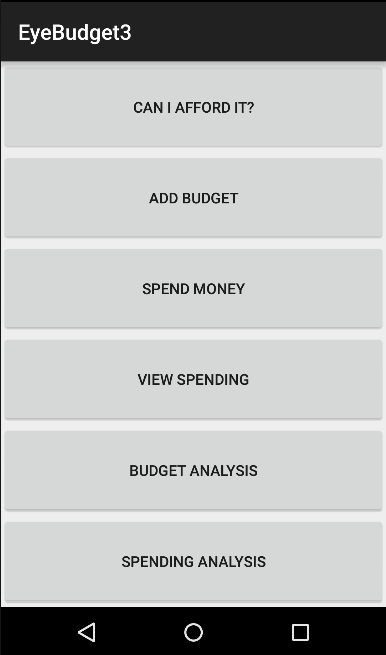 EyeBudget3
CAN I AFFORD IT?
ADD BUDGET
SPEND MONEY
VIEW SPENDING
BUDGET ANALYSIS
SPENDING ANALYSIS